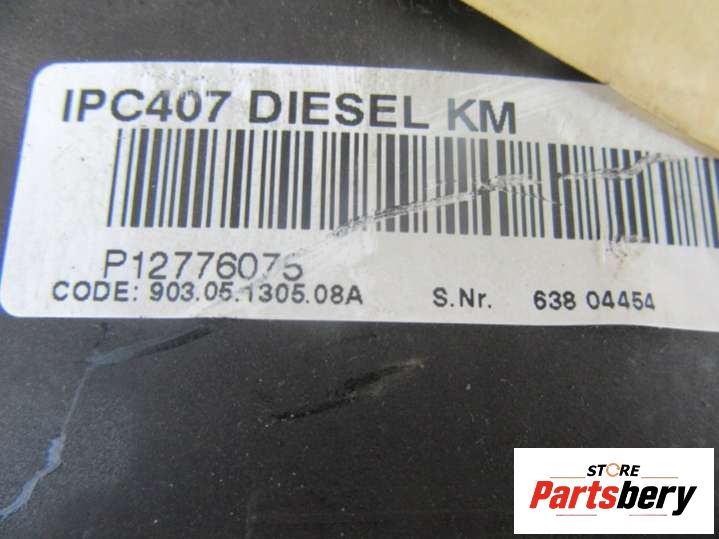 IPC407 DIESEL KM
P12776075
CODE: 903.05.1305.08A S.Nr. 638 04454
STORE
Partsbery